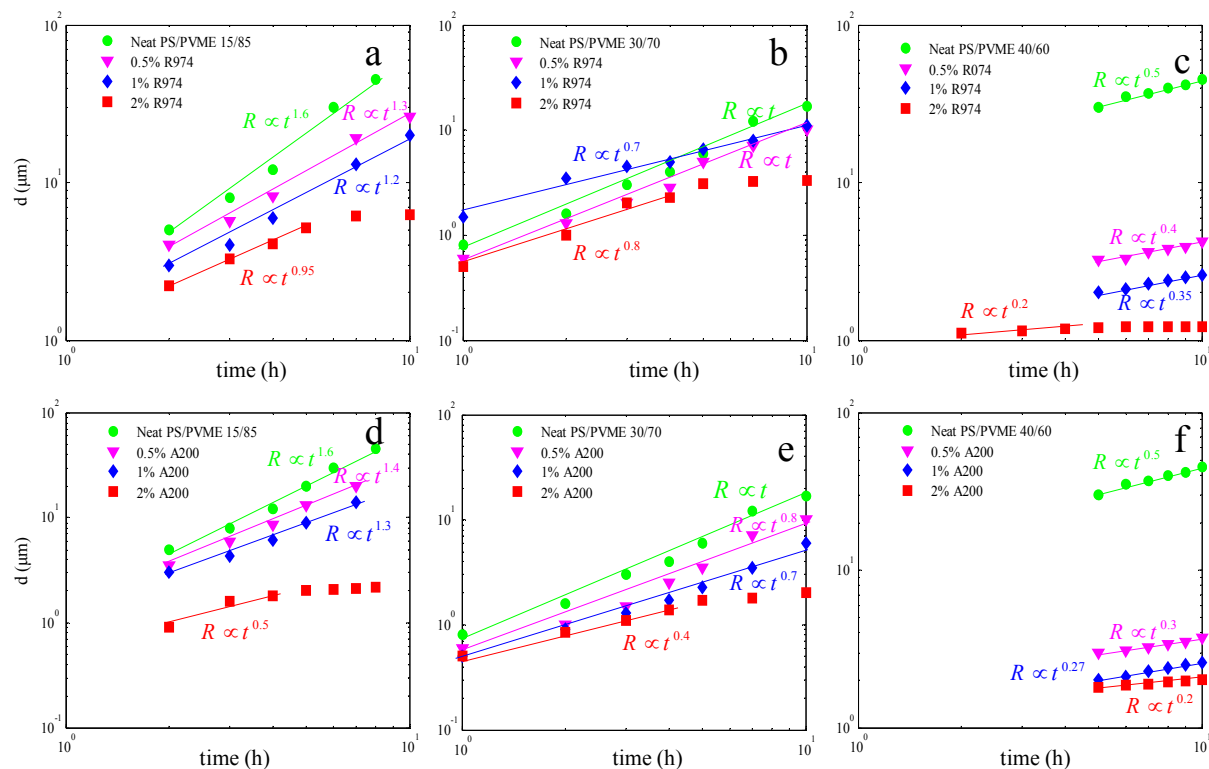 a
Neat PS/PVME 15/85
0.5% R974
1% R974
2% R974
R ∝ t^1.6
R ∝ t^1.3
R ∝ t^1.2
R ∝ t^0.95
d (μm)
10^2
10^1
10^0
10^0
10^1
time (h)
b
Neat PS/PVME 30/70
0.5% R974
1% R974
2% R974
R ∝ t
R ∝ t^0.7
R ∝ t
R ∝ t^0.8
10^2
10^1
10^0
10^-1
10^0
10^1
time (h)
c
Neat PS/PVME 40/60
0.5% R074
1% R974
2% R974
R ∝ t^0.5
R ∝ t^0.4
R ∝ t^0.35
R ∝ t^0.2
10^2
10^1
10^0
10^0
10^1
time (h)
d
Neat PS/PVME 15/85
0.5% A200
1% A200
2% A200
R ∝ t^1.6
R ∝ t^1.4
R ∝ t^1.3
R ∝ t^0.5
d (μm)
10^2
10^1
10^0
10^-1
10^0
10^1
time (h)
e
Neat PS/PVME 30/70
0.5% A200
1% A200
2% A200
R ∝ t
R ∝ t^0.8
R ∝ t^0.7
R ∝ t^0.4
10^2
10^1
10^0
10^-1
10^0
10^1
time (h)
f
Neat PS/PVME 40/60
0.5% A200
1% A200
2% A200
R ∝ t^0.5
R ∝ t^0.3
R ∝ t^0.27
R ∝ t^0.2
10^2
10^1
10^0
10^0
10^1
time (h)